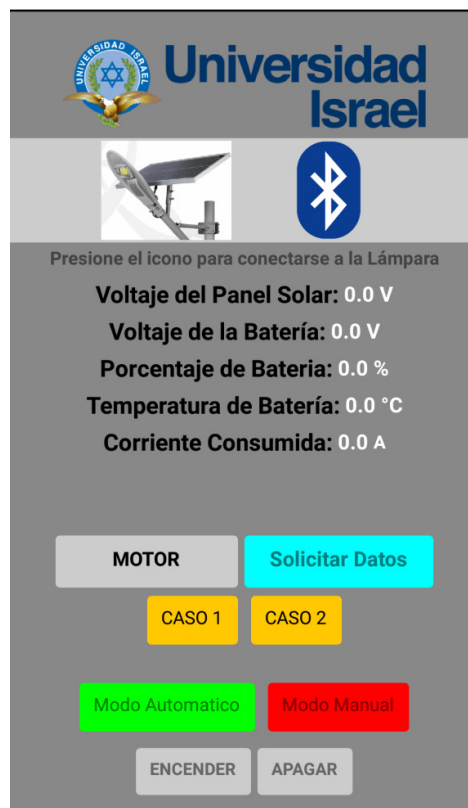 UNIVERSIDAD ISRAEL
Universidad
Israel
Presione el icono para conectarse a la Lámpara
Voltaje del Panel Solar: 0.0 V
Voltaje de la Batería: 0.0 V
Porcentaje de Bateria: 0.0 %
Temperatura de Batería: 0.0 °C
Corriente Consumida: 0.0 A
MOTOR Solicitar Datos
CASO 1 CASO 2
Modo Automatico Modo Manual
ENCENDER APAGAR